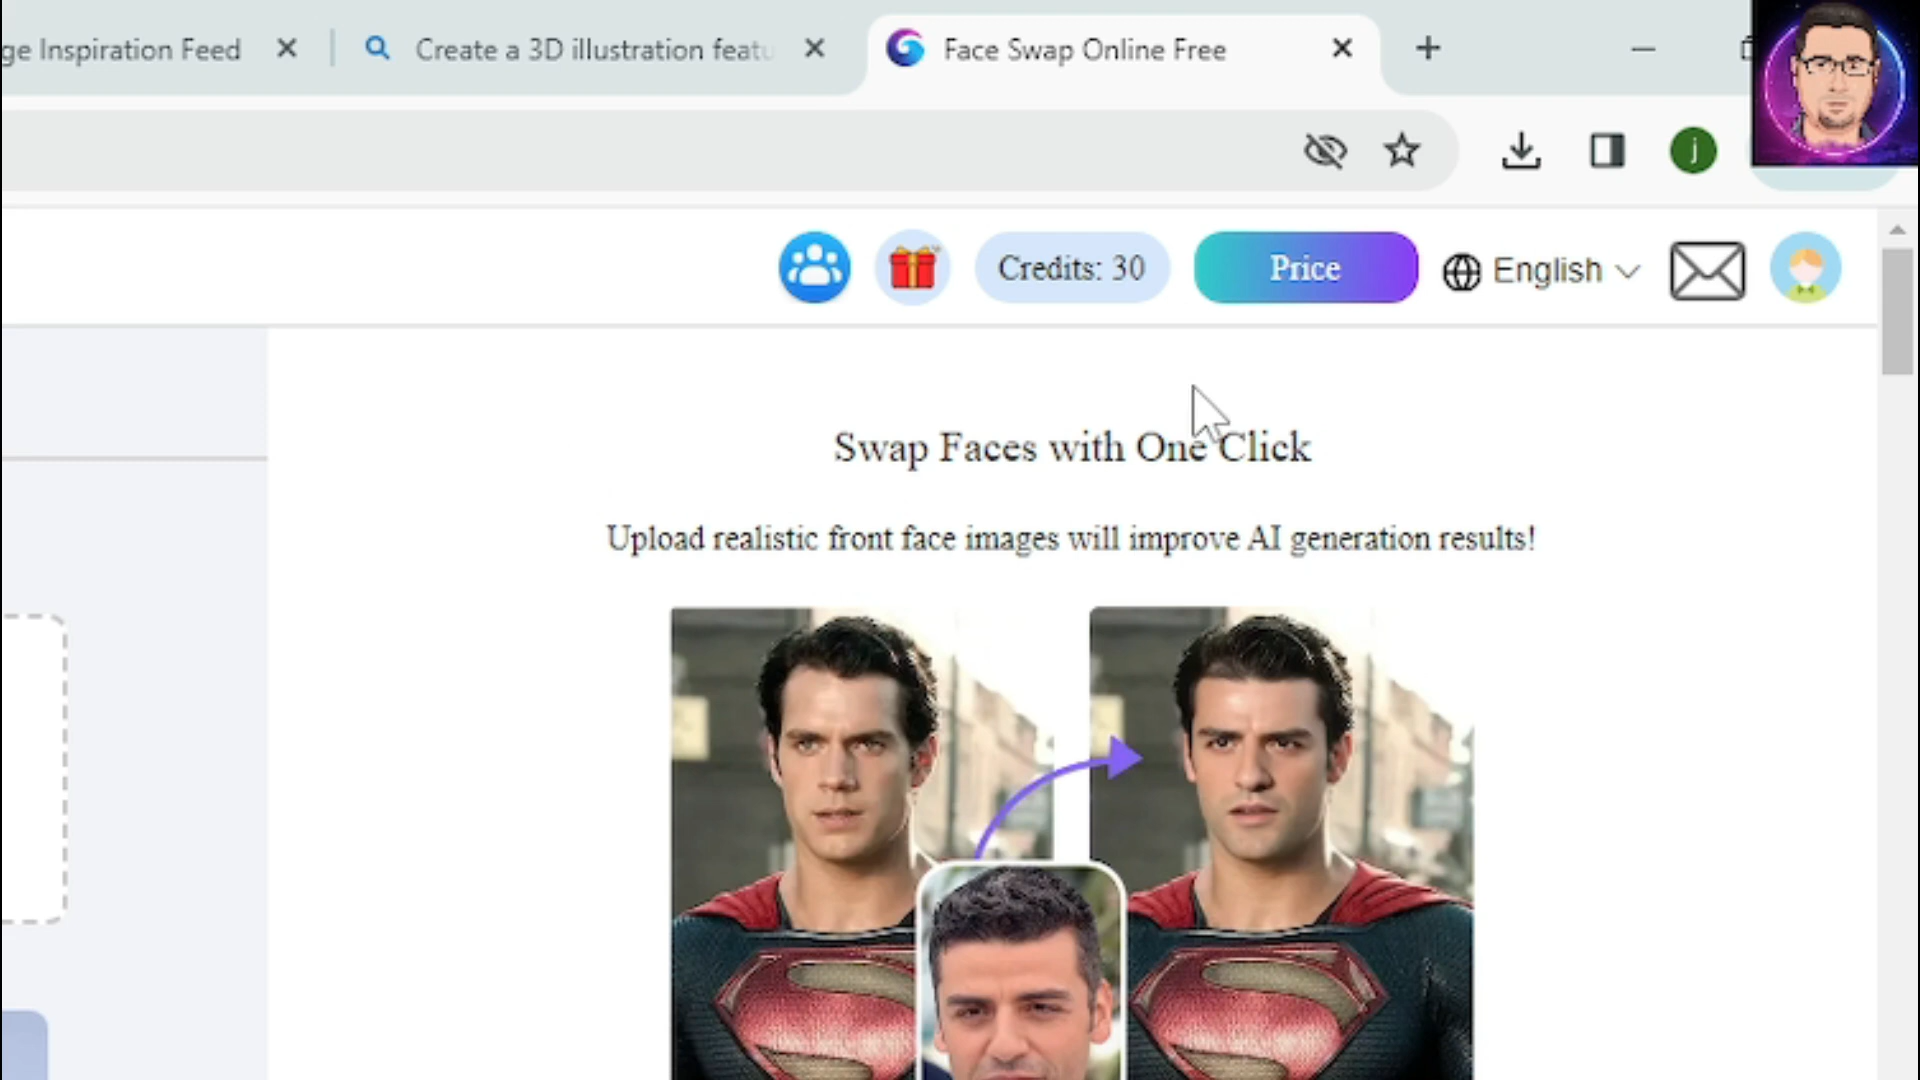 ge Inspiration Feed
Create a 3D illustration featu
Face Swap Online Free
j
Credits: 30
Price
English
Swap Faces with One Click
Upload realistic front face images will improve AI generation results!